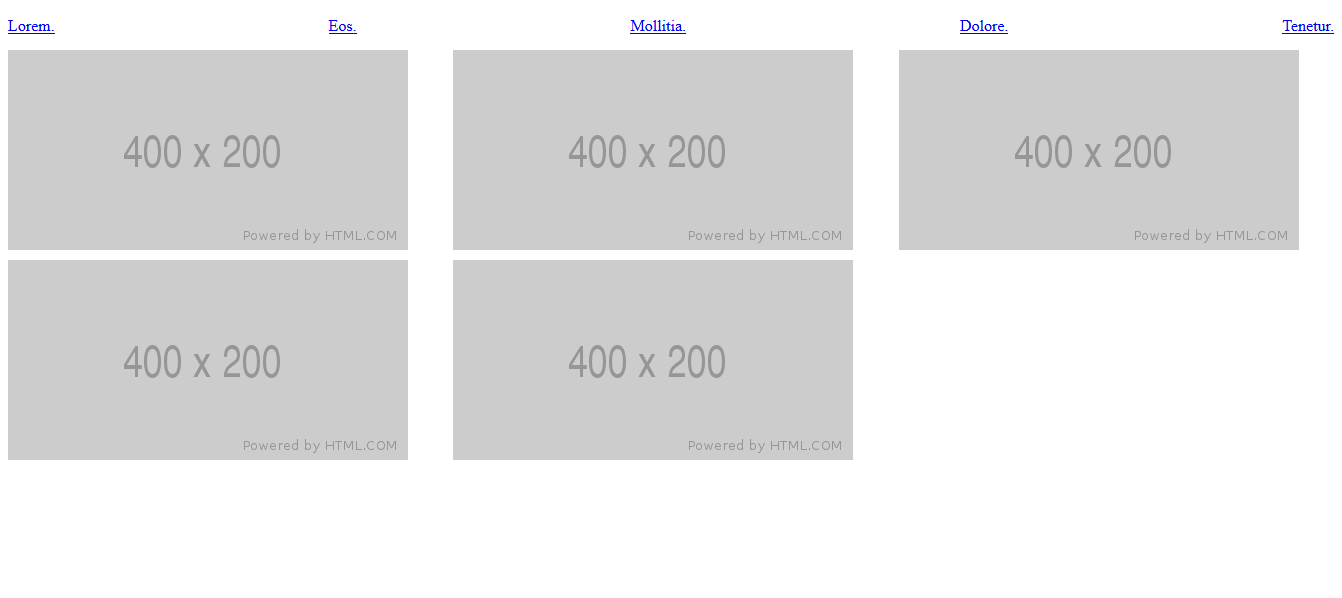 Lorem. Eos. Mollitia. Dolore. Tenetur.
400 x 200 400 x 200 400 x 200
Powered by HTML.COM Powered by HTML.COM Powered by HTML.COM
400 x 200 400 x 200
Powered by HTML.COM Powered by HTML.COM